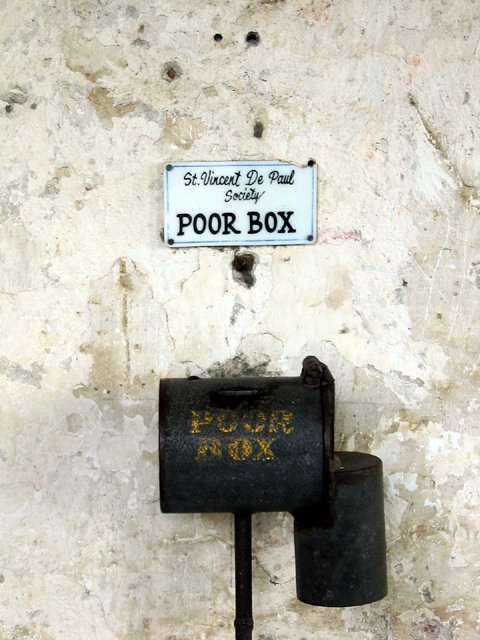 St. Vincent De Paul
Society
POOR BOX
POOR
BOX